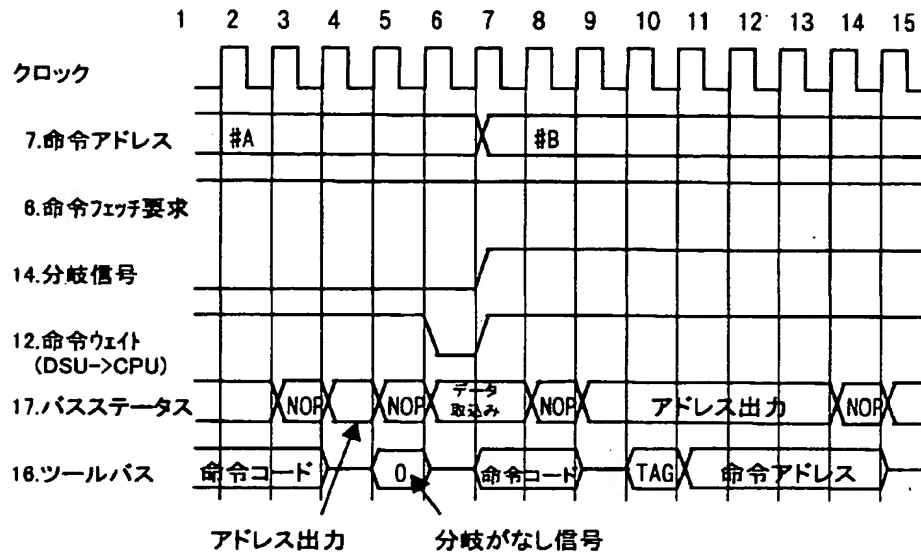 1 2 3 4 5 6 7 8 9 10 11 12 13 14 15
クロック
7.命令アドレス #A #B
6.命令フェッチ要求
14.分岐信号
12.命令ウェイト
(DSU->CPU)
17.バスステータス NOP NOP データ取込み NOP アドレス出力 NOP
16.ツールバス 命令コード 0 命令コード TAG 命令アドレス
アドレス出力 分岐がなし信号